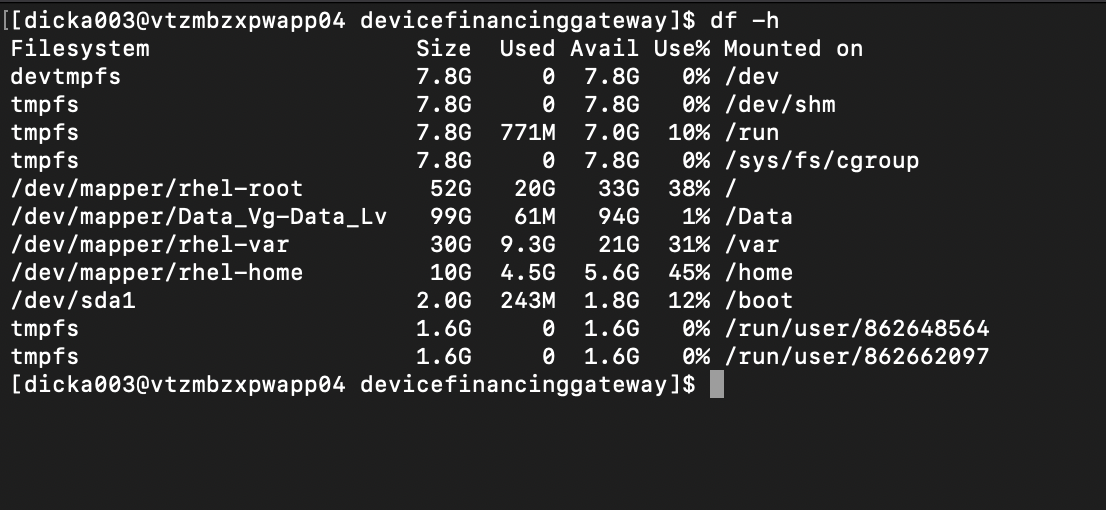 [[dicka003@vtzmbzxpwapp04 devicefinancinggateway]$ df -h
Filesystem                    Size  Used Avail Use% Mounted on
devtmpfs                      7.8G     0  7.8G   0% /dev
tmpfs                         7.8G     0  7.8G   0% /dev/shm
tmpfs                         7.8G  771M  7.0G  10% /run
tmpfs                         7.8G     0  7.8G   0% /sys/fs/cgroup
/dev/mapper/rhel-root          52G   20G   33G  38% /
/dev/mapper/Data_Vg-Data_Lv    99G   61M   94G   1% /Data
/dev/mapper/rhel-var           30G  9.3G   21G  31% /var
/dev/mapper/rhel-home          10G  4.5G  5.6G  45% /home
/dev/sda1                     2.0G  243M  1.8G  12% /boot
tmpfs                         1.6G     0  1.6G   0% /run/user/862648564
tmpfs                         1.6G     0  1.6G   0% /run/user/862662097
[dicka003@vtzmbzxpwapp04 devicefinancinggateway]$